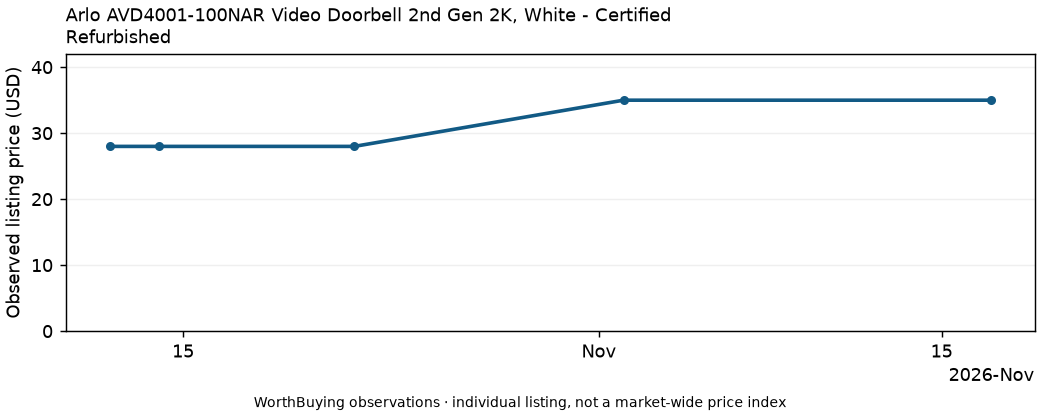 Arlo AVD4001-100NAR Video Doorbell 2nd Gen 2K, White - Certified
Refurbished
Observed listing price (USD)
40
30
20
10
0
15
Nov
15
2026-Nov
WorthBuying observations · individual listing, not a market-wide price index